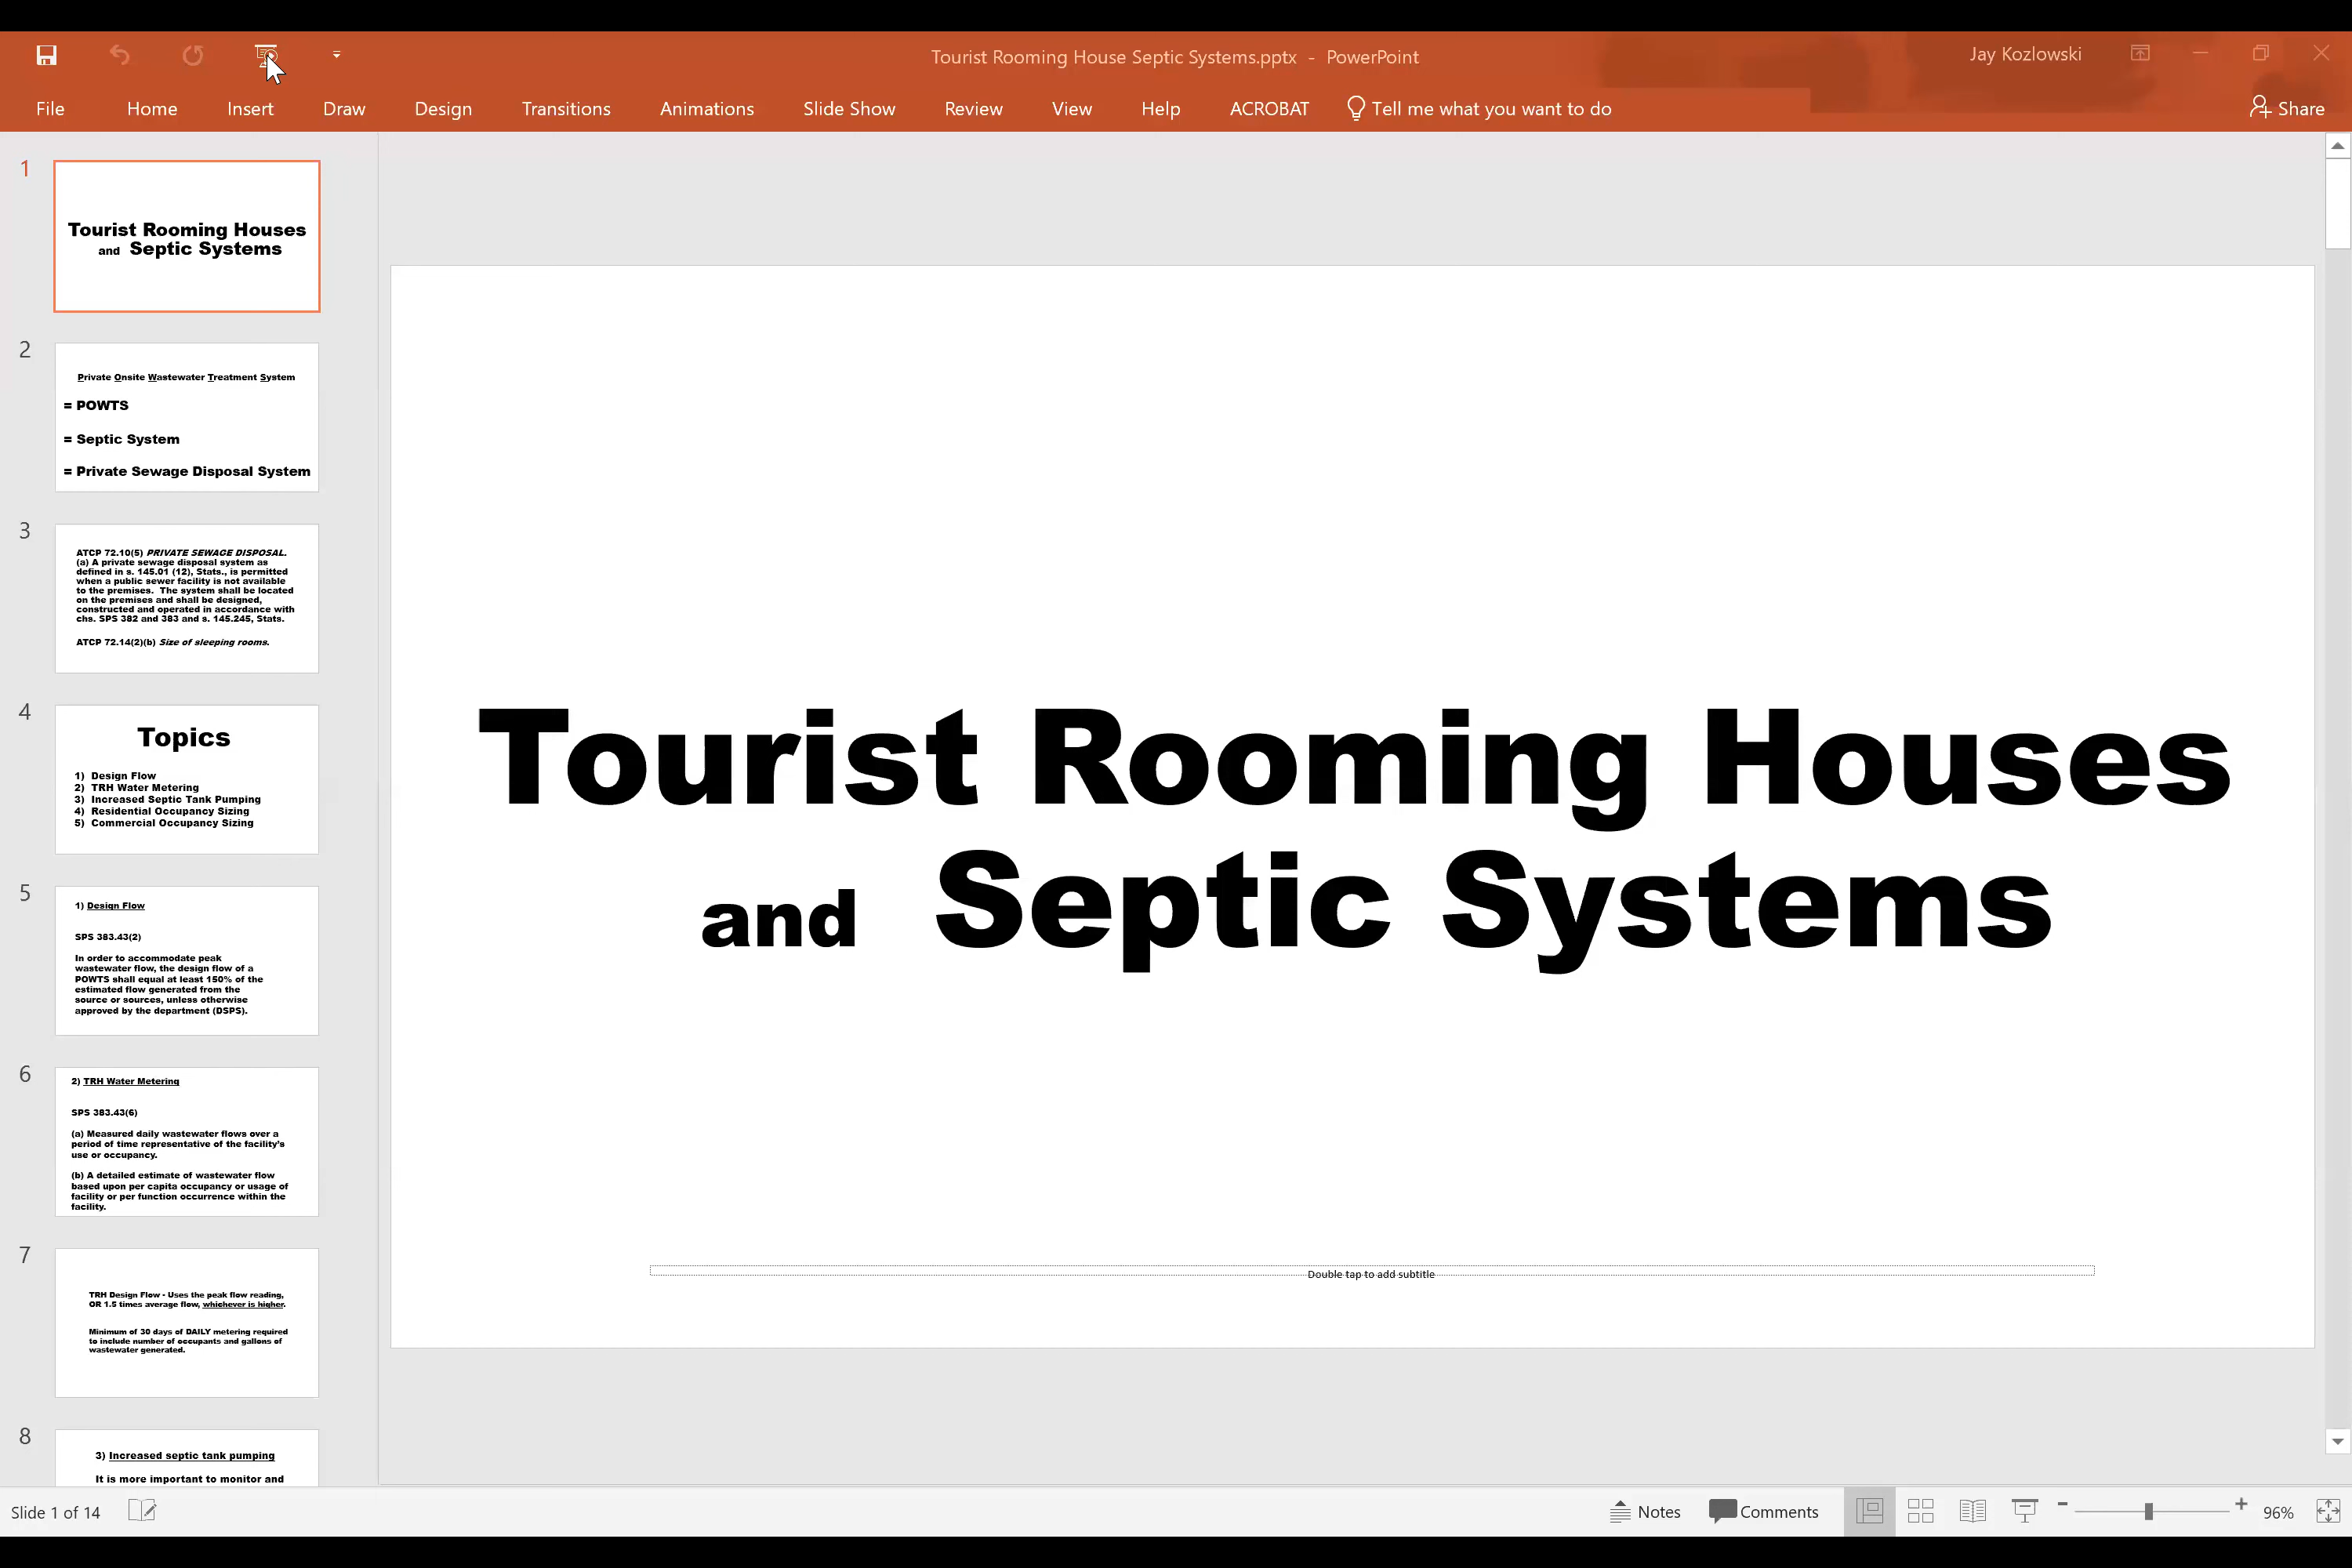 Tourist Rooming House Septic Systems.pptx - PowerPoint
Jay Kozlowski
File Home Insert Draw Design Transitions Animations Slide Show Review View Help ACROBAT Tell me what you want to do Share
1
Tourist Rooming Houses
and Septic Systems
2
Private Onsite Wastewater Treatment System
= POWTS
= Septic System
= Private Sewage Disposal System
3
ATCP 72.10(5) PRIVATE SEWAGE DISPOSAL.
(a) A private sewage disposal system as
defined in s. 145.01 (12), Stats., is permitted
when a public sewer facility is not available
to the premises. The system shall be located
on the premises and shall be designed,
constructed and operated in accordance with
chs. SPS 382 and 383 and s. 145.245, Stats.
ATCP 72.14(2)(b) Size of sleeping rooms.
4
Topics
1) Design Flow
2) TRH Water Metering
3) Increased Septic Tank Pumping
4) Residential Occupancy Sizing
5) Commercial Occupancy Sizing
5
1) Design Flow
SPS 383.43(2)
In order to accommodate peak
wastewater flow, the design flow of a
POWTS shall equal at least 150% of the
estimated flow generated from the
source or sources, unless otherwise
approved by the department (DSPS).
6
2) TRH Water Metering
SPS 383.43(6)
(a) Measured daily wastewater flows over a
period of time representative of the facility's
use or occupancy.
(b) A detailed estimate of wastewater flow
based upon per capita occupancy or usage of
facility or per function occurrence within the
facility.
7
TRH Design Flow - Uses the peak flow reading,
OR 1.5 times average flow, whichever is higher.
Minimum of 30 days of DAILY metering required
to include number of occupants and gallons of
wastewater generated.
8
3) Increased septic tank pumping
It is more important to monitor and
Tourist Rooming Houses
and Septic Systems
Double tap to add subtitle
Slide 1 of 14
Notes Comments 96%